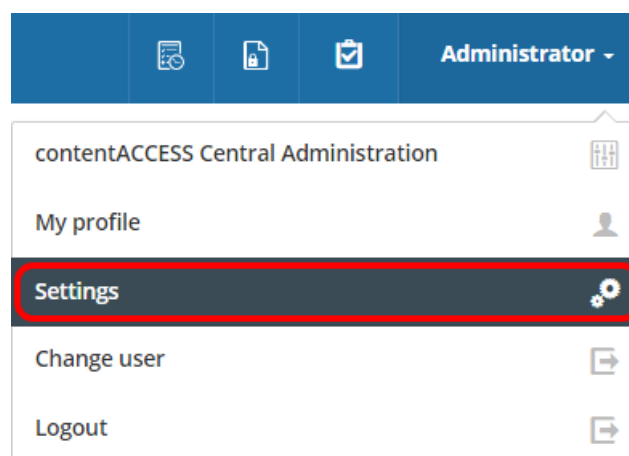 Administrator
contentACCESS Central Administration
My profile
Settings
Change user
Logout